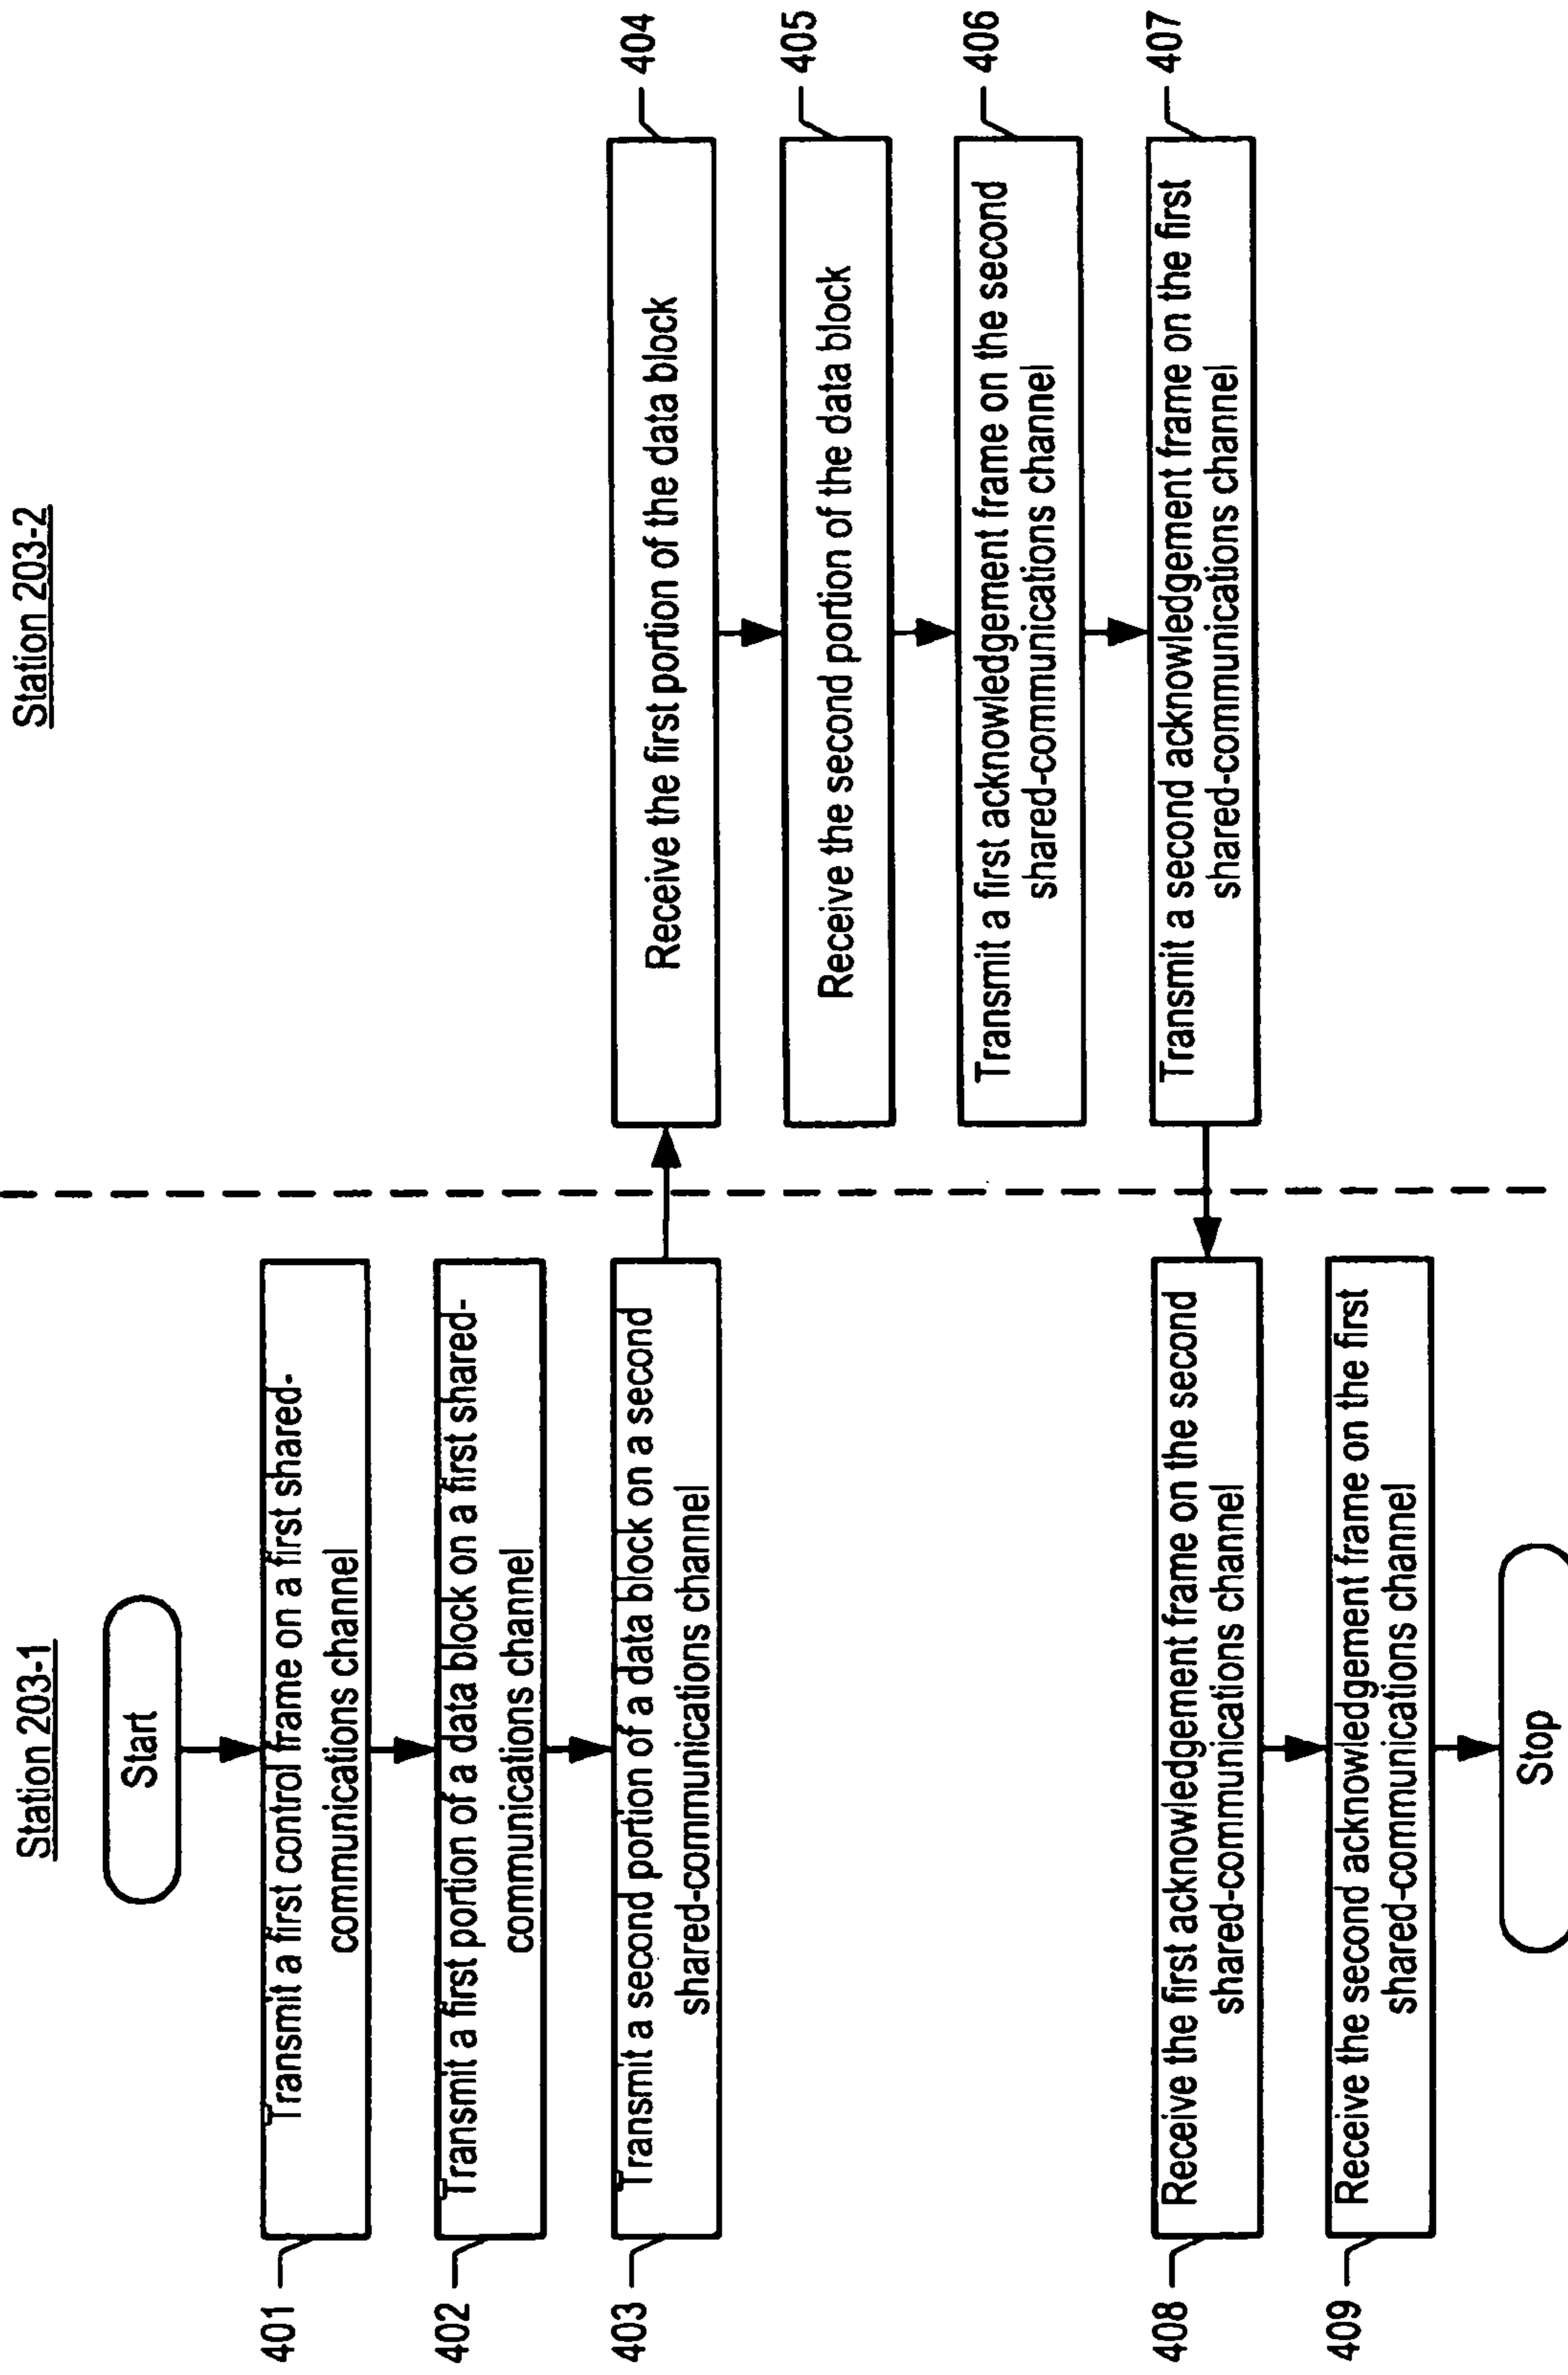 Station 203-1
Station 203-2
Start
401
Transmit a first control frame on a first shared-
communications channel
402
Transmit a first portion of a data block on a first shared-
communications channel
403
Transmit a second portion of a data block on a second
shared-communications channel
404
Receive the first portion of the data block
405
Receive the second portion of the data block
406
Transmit a first acknowledgement frame on the second
shared-communications channel
407
Transmit a second acknowledgement frame on the first
shared-communications channel
408
Receive the first acknowledgement frame on the second
shared-communications channel
409
Receive the second acknowledgement frame on the first
shared-communications channel
Stop